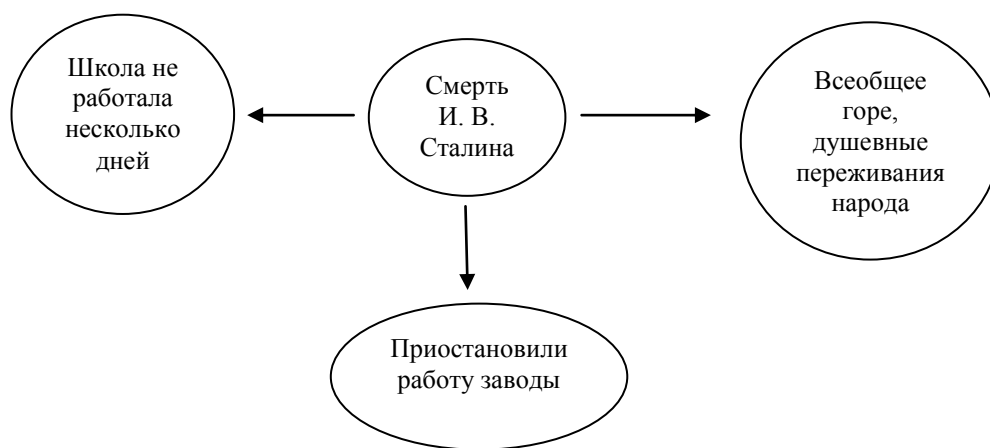 Школа не
работала
несколько
дней
Смерть
И. В.
Сталина
Всеобщее
горе,
душевные
переживания
народа
Приостановили
работу заводы